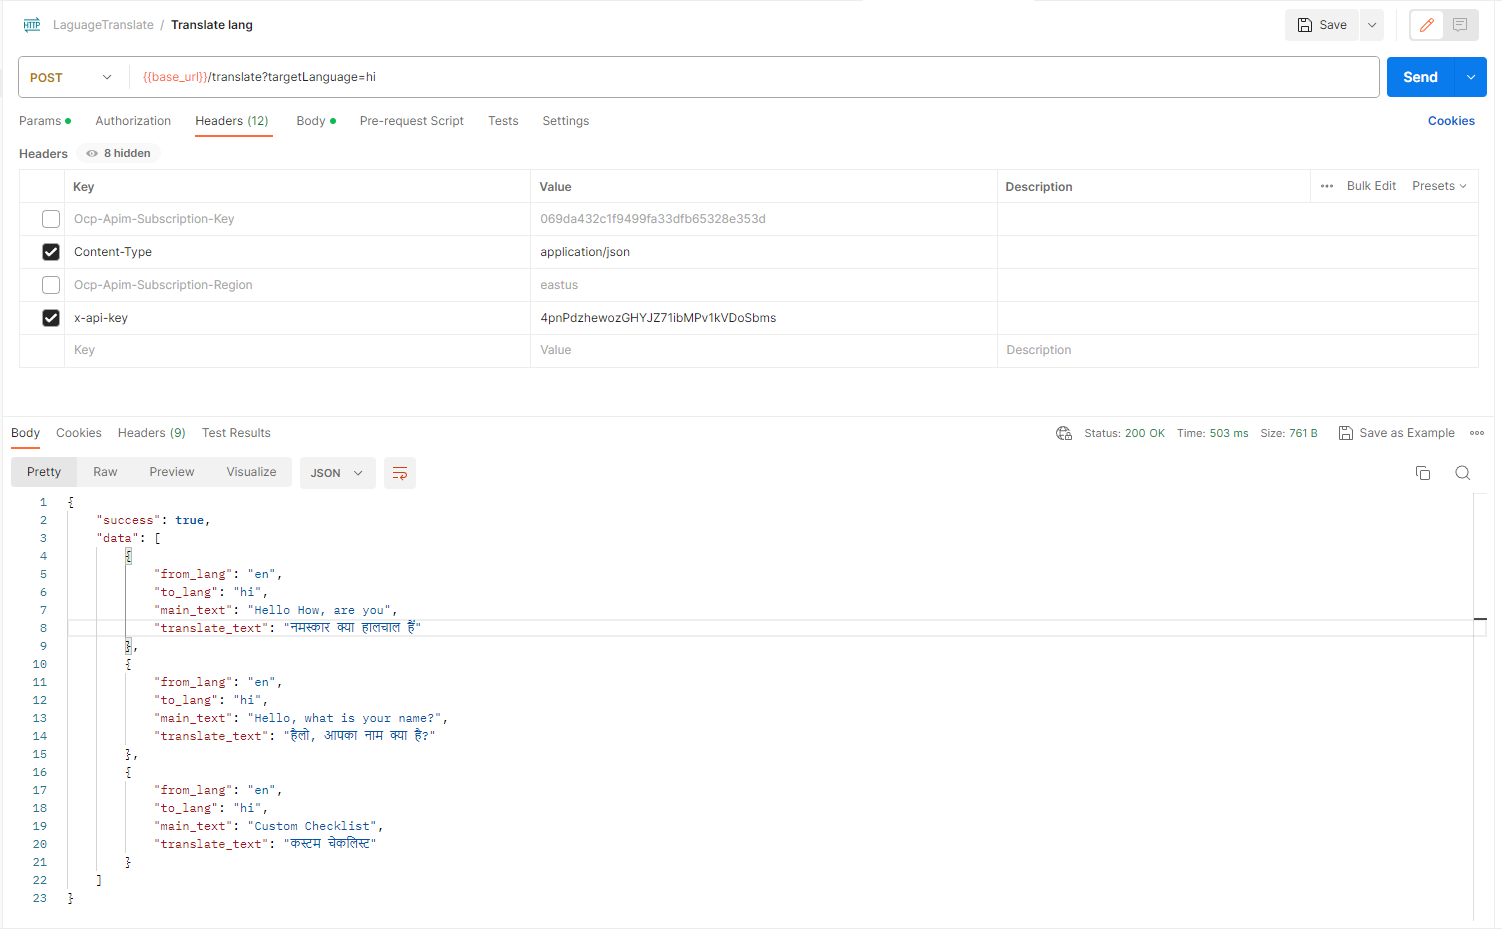 HTTP LaguageTranslate / Translate lang Save
POST {{base_url}}/translate?targetLanguage=hi Send
Params Authorization Headers (12) Body Pre-request Script Tests Settings Cookies
Headers 8 hidden
Key Value Description Bulk Edit Presets
Ocp-Apim-Subscription-Key 069da432c1f9499fa33dfb65328e353d
Content-Type application/json
Ocp-Apim-Subscription-Region eastus
x-api-key 4pnPdzhewozGHYJZ71ibMPv1kVDoSbms
Key Value Description
Body Cookies Headers (9) Test Results Status: 200 OK Time: 503 ms Size: 761 B Save as Example
Pretty Raw Preview Visualize JSON
1 {
2 "success": true,
3 "data": [
4 {
5 "from_lang": "en",
6 "to_lang": "hi",
7 "main_text": "Hello How, are you",
8 "translate_text": "नमस्कार क्या हालचाल हैं"
9 },
10 {
11 "from_lang": "en",
12 "to_lang": "hi",
13 "main_text": "Hello, what is your name?",
14 "translate_text": "हैलो, आपका नाम क्या है?"
15 },
16 {
17 "from_lang": "en",
18 "to_lang": "hi",
19 "main_text": "Custom Checklist",
20 "translate_text": "कस्टम चेकलिस्ट"
21 }
22 ]
23 }